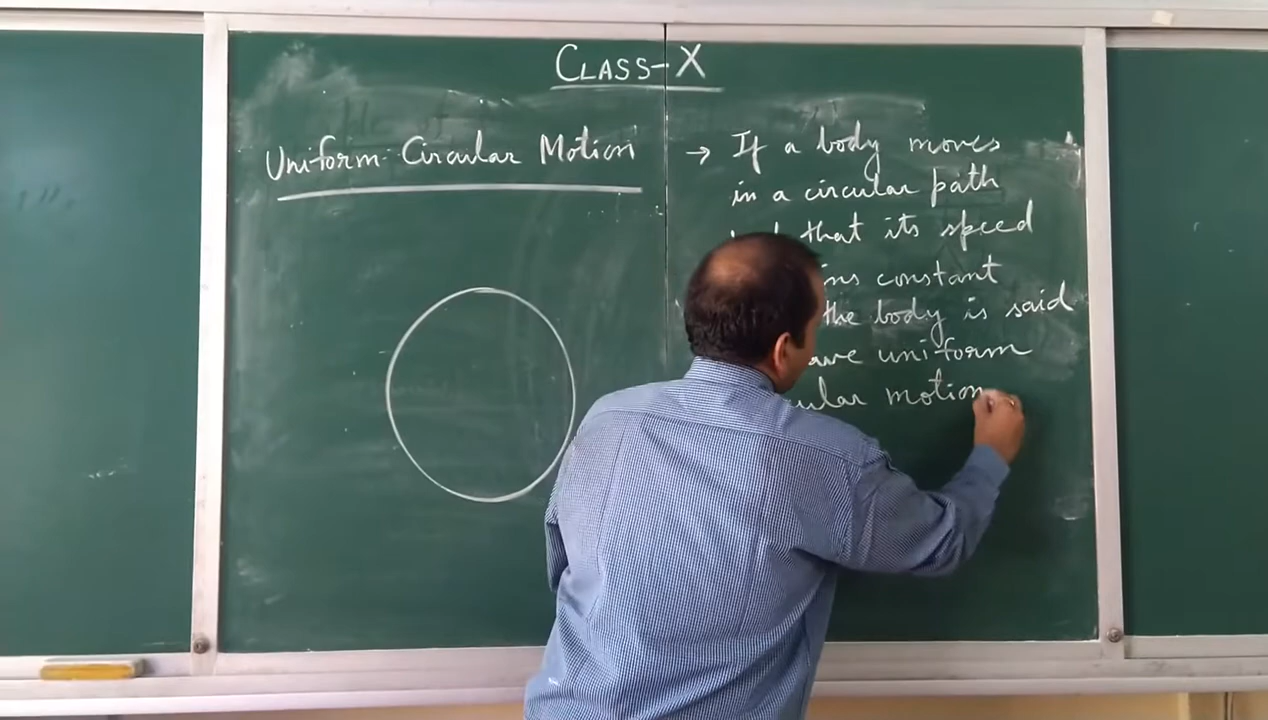 CLASS-X
Uniform Circular Motion
→ If a body moves
in a circular path
that its speed
constant
the body is said
uniform
motion